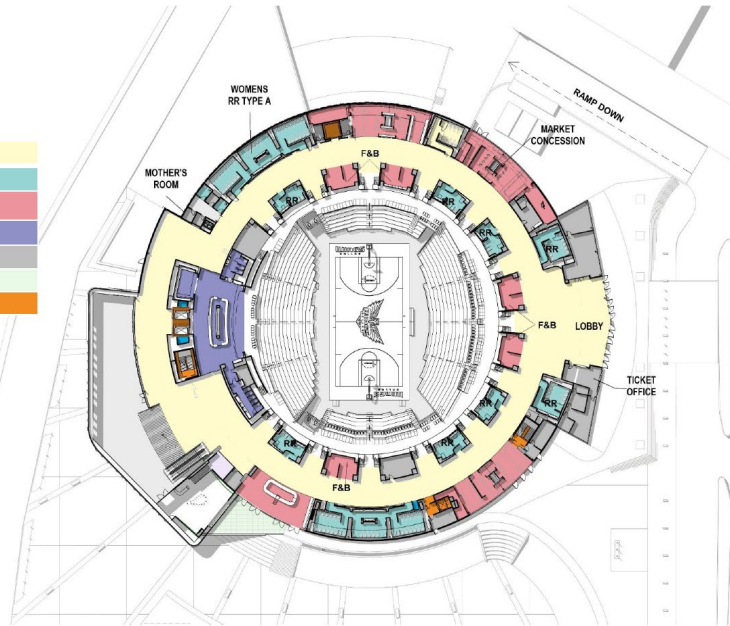 WOMENS
RR TYPE A
RAMP DOWN
MARKET
CONCESSION
F&B
MOTHER'S
ROOM
RR
RR
RR
RR
F&B
LOBBY
TICKET
OFFICE
RR
RR
RR
RR
F&B